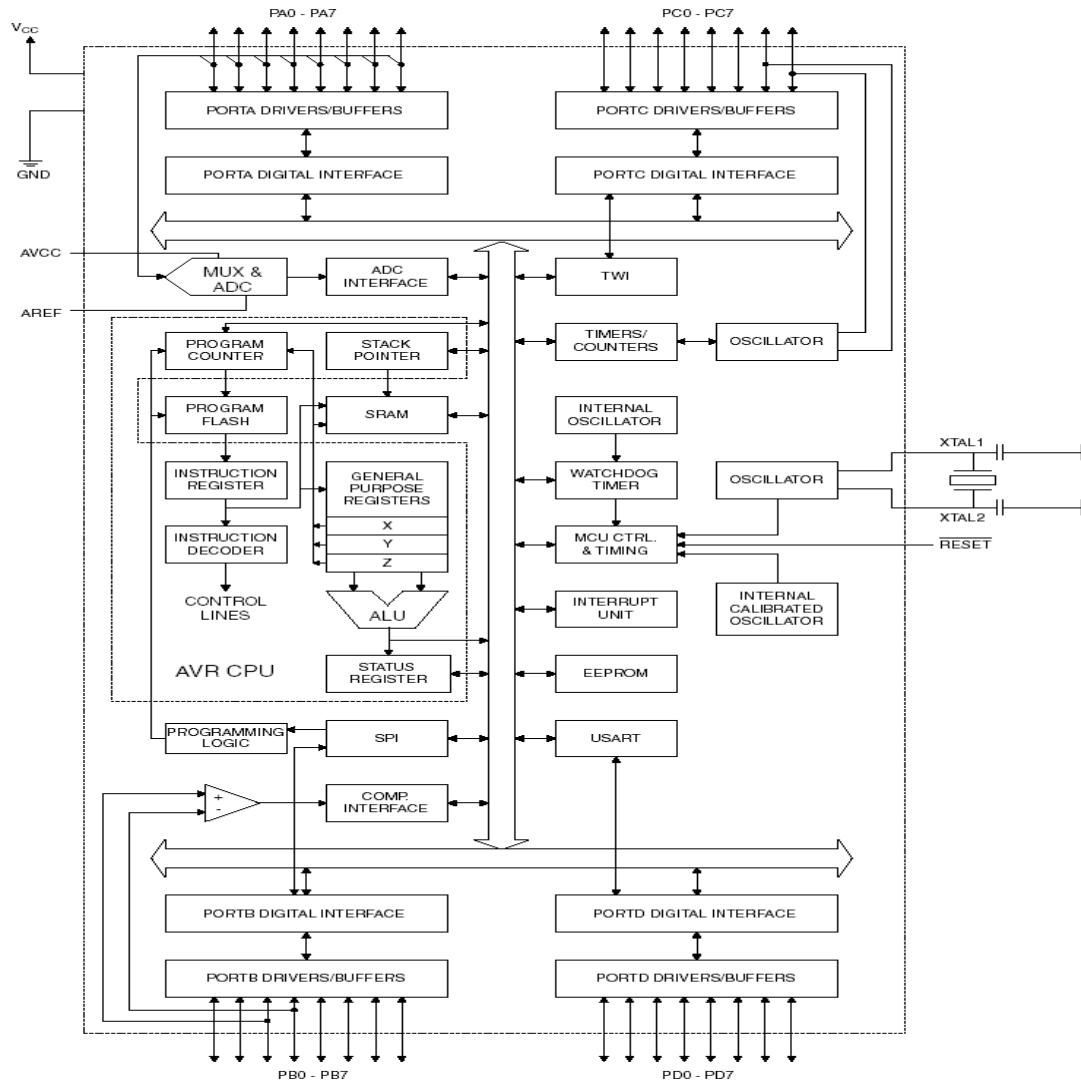 PA0 - PA7
PC0 - PC7
VCC
PORTA DRIVERS/BUFFERS
PORTC DRIVERS/BUFFERS
GND
PORTA DIGITAL INTERFACE
PORTC DIGITAL INTERFACE
AVCC
MUX &
ADC
ADC
INTERFACE
TWI
AREF
PROGRAM
COUNTER
STACK
POINTER
TIMERS/
COUNTERS
OSCILLATOR
PROGRAM
FLASH
SRAM
INTERNAL
OSCILLATOR
XTAL1
INSTRUCTION
REGISTER
GENERAL
PURPOSE
REGISTERS
WATCHDOG
TIMER
OSCILLATOR
X
XTAL2
INSTRUCTION
DECODER
Y
MCU CTRL.
& TIMING
RESET
Z
CONTROL
LINES
ALU
INTERRUPT
UNIT
INTERNAL
CALIBRATED
OSCILLATOR
AVR CPU
STATUS
REGISTER
EEPROM
PROGRAMMING
LOGIC
SPI
USART
+
-
COMP.
INTERFACE
PORTB DIGITAL INTERFACE
PORTD DIGITAL INTERFACE
PORTB DRIVERS/BUFFERS
PORTD DRIVERS/BUFFERS
PB0 - PB7
PD0 - PD7